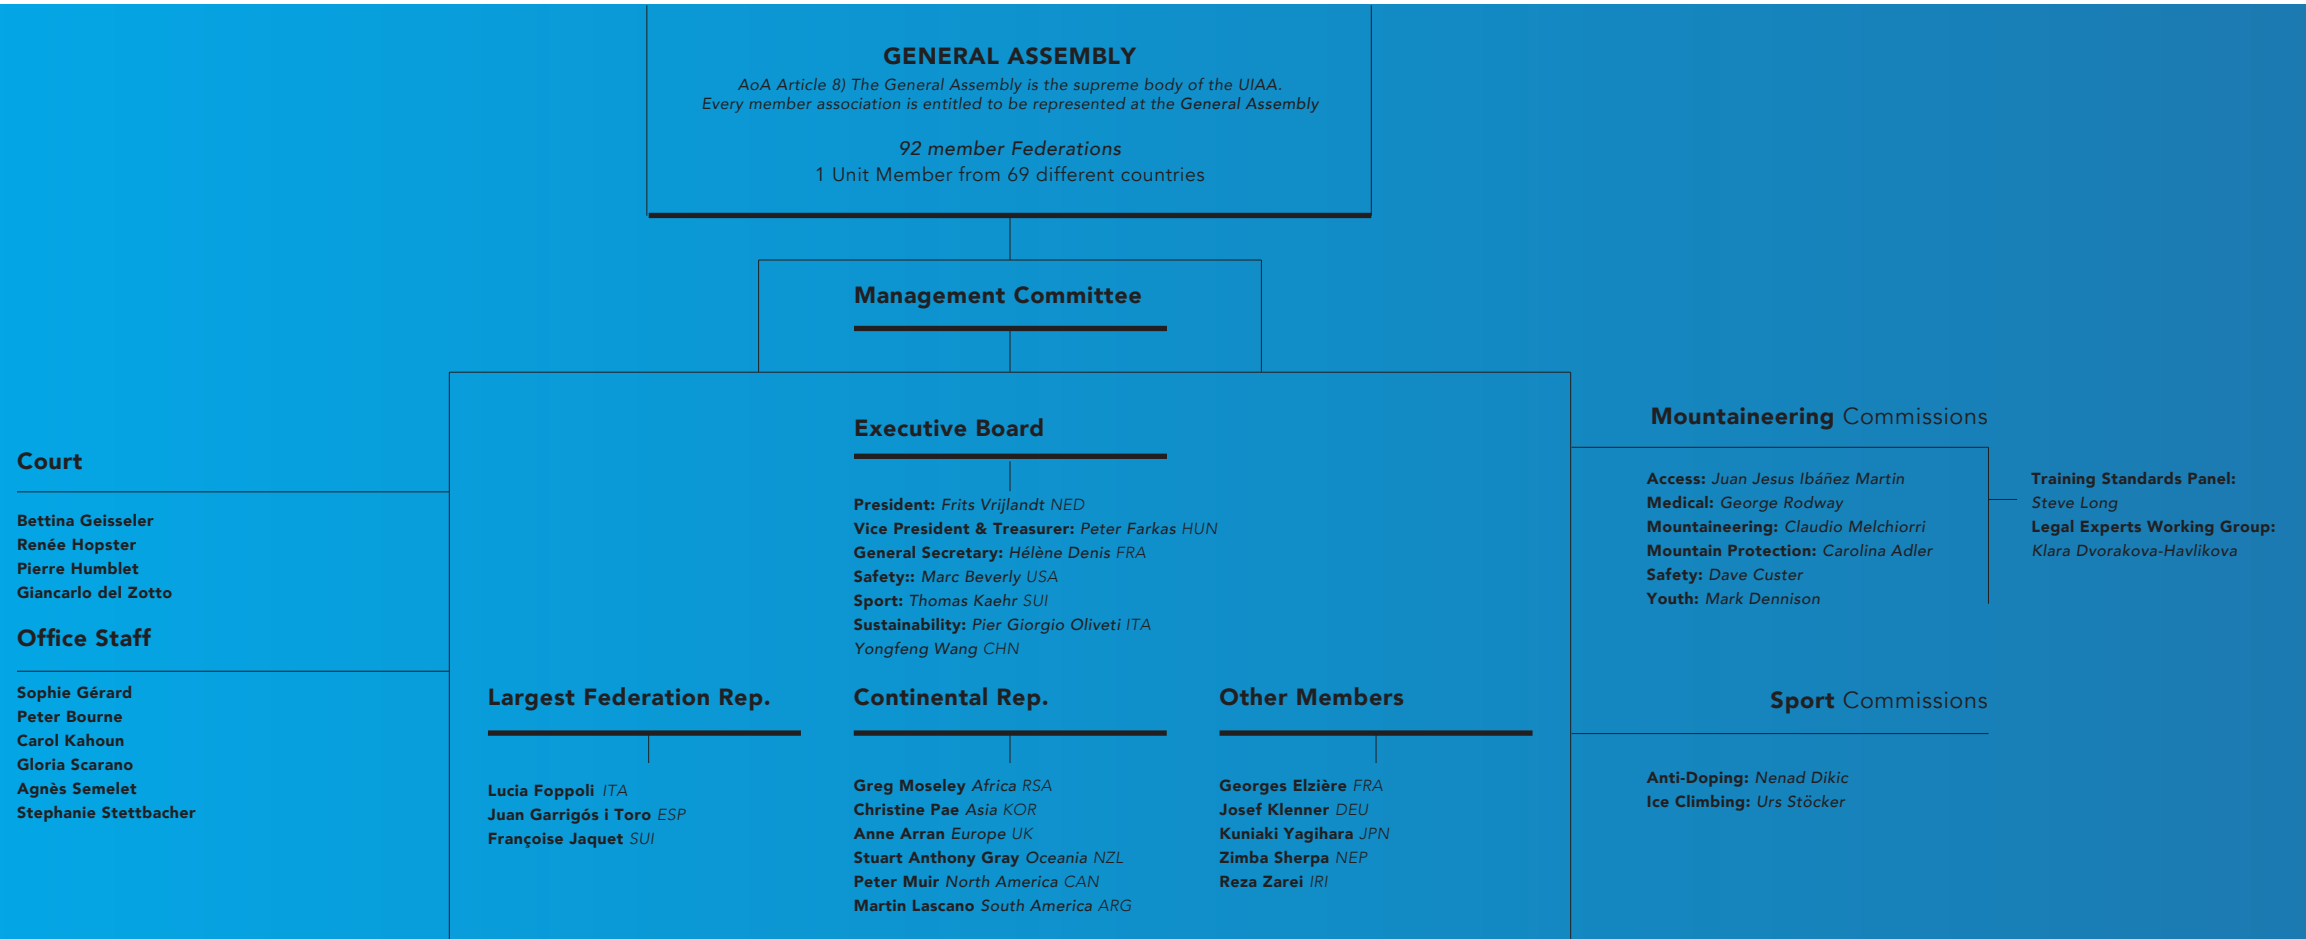 GENERAL ASSEMBLY
AoA Article 8) The General Assembly is the supreme body of the UIAA.
Every member association is entitled to be represented at the General Assembly
92 member Federations
1 Unit Member from 69 different countries
Management Committee
Executive Board
President: Frits Vrijlandt NED
Vice President & Treasurer: Peter Farkas HUN
General Secretary: Hélène Denis FRA
Safety:: Marc Beverly USA
Sport: Thomas Kaehr SUI
Sustainability: Pier Giorgio Oliveti ITA
Yongfeng Wang CHN
Court
Bettina Geisseler
Renée Hopster
Pierre Humblet
Giancarlo del Zotto
Office Staff
Sophie Gérard
Peter Bourne
Carol Kahoun
Gloria Scarano
Agnès Semelet
Stephanie Stettbacher
Largest Federation Rep.
Lucia Foppoli ITA
Juan Garrigós i Toro ESP
Françoise Jaquet SUI
Continental Rep.
Greg Moseley Africa RSA
Christine Pae Asia KOR
Anne Arran Europe UK
Stuart Anthony Gray Oceania NZL
Peter Muir North America CAN
Martin Lascano South America ARG
Other Members
Georges Elzière FRA
Josef Klenner DEU
Kuniaki Yagihara JPN
Zimba Sherpa NEP
Reza Zarei IRI
Mountaineering Commissions
Access: Juan Jesus Ibáñez Martin
Medical: George Rodway
Mountaineering: Claudio Melchiorri
Mountain Protection: Carolina Adler
Safety: Dave Custer
Youth: Mark Dennison
Training Standards Panel:
Steve Long
Legal Experts Working Group:
Klara Dvorakova-Havlikova
Sport Commissions
Anti-Doping: Nenad Dikic
Ice Climbing: Urs Stöcker